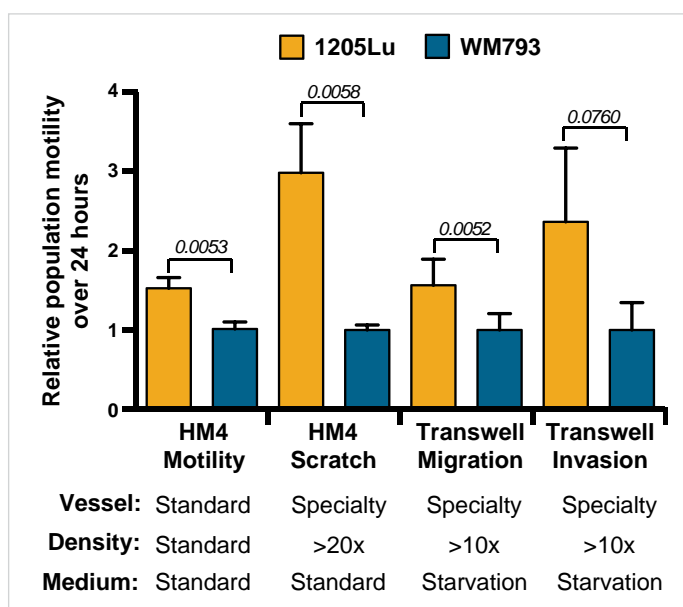 1205Lu WM793
Relative population motility
over 24 hours
4
3
2
1
0
0.0053
0.0058
0.0052
0.0760
HM4 HM4 Transwell Transwell
Motility Scratch Migration Invasion
Vessel: Standard Specialty Specialty Specialty
Density: Standard >20x >10x >10x
Medium: Standard Standard Starvation Starvation